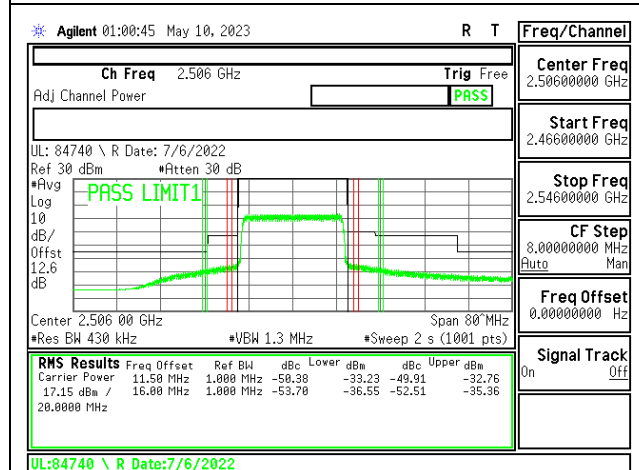 Agilent 01:00:45 May 10, 2023 R T
Freq/Channel
Ch Freq 2.506 GHz Trig Free
Adj Channel Power PASS
Center Freq
2.50600000 GHz
Start Freq
2.46600000 GHz
Stop Freq
2.54600000 GHz
CF Step
8.00000000 MHz
Auto Man
Freq Offset
0.00000000 Hz
Signal Track
On Off
UL: 84740 \ R Date: 7/6/2022
Ref 30 dBm #Atten 30 dB
#Avg
Log
10
dB/
Offst
12.6
dB
PASS LIMIT1
Center 2.506 00 GHz Span 80^MHz
#Res BW 430 kHz #VBW 1.3 MHz #Sweep 2 s (1001 pts)
RMS Results Freq Offset Ref BW dBc Lower dBm dBc Upper dBm
Carrier Power 11.50 MHz 1.000 MHz -50.38 -33.23 -49.91 -32.76
17.15 dBm / 16.00 MHz 1.000 MHz -53.70 -36.55 -52.51 -35.36
20.0000 MHz
UL:84740 \ R Date:7/6/2022